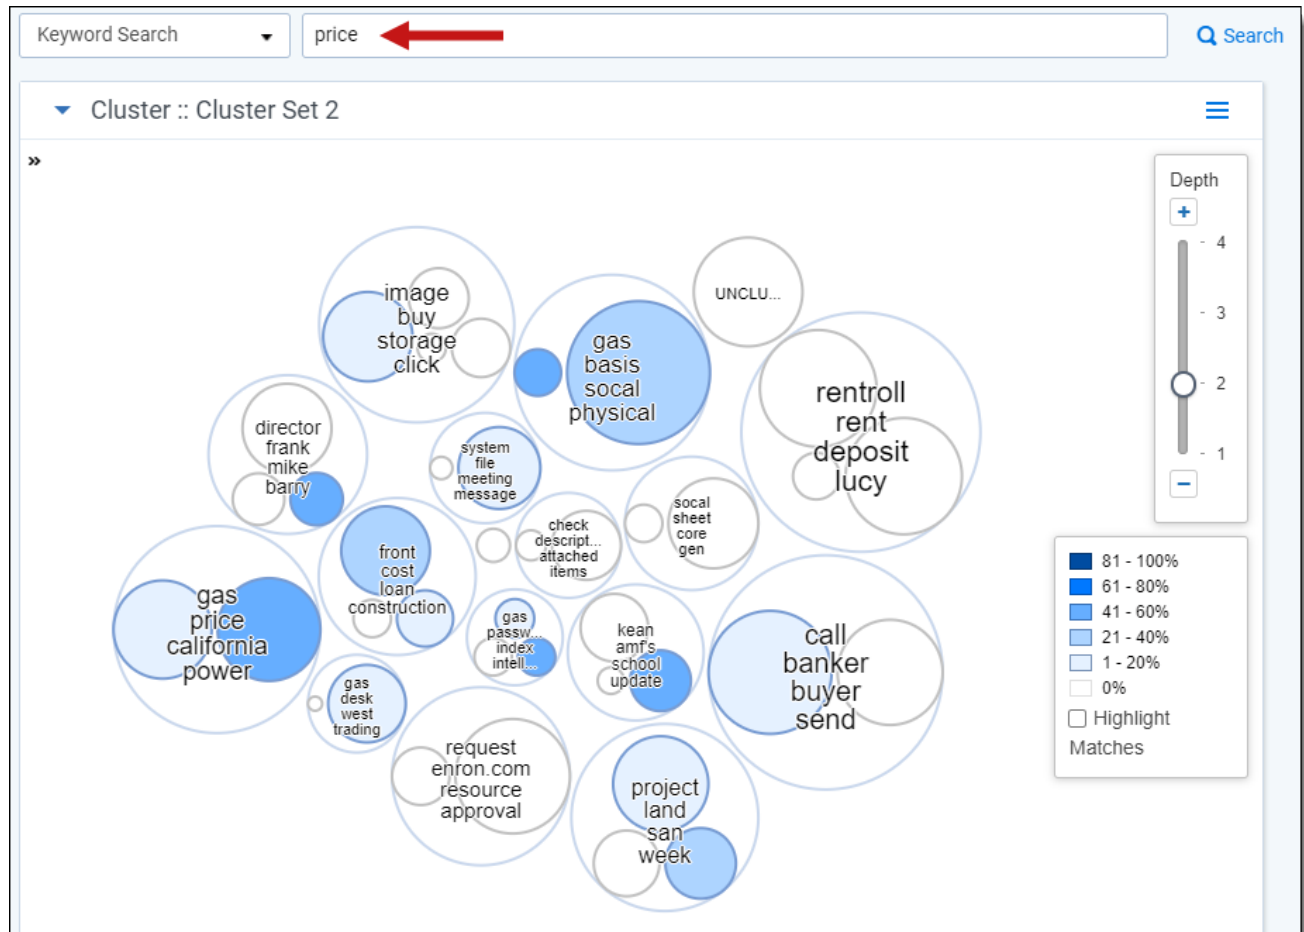 Keyword Search
price
Search
Cluster :: Cluster Set 2
»
Depth
+
4
3
2
1
−
image
buy
storage
click
gas
basis
socal
physical
UNCLU...
rentroll
rent
deposit
lucy
director
frank
mike
barry
system
file
meeting
message
socal
sheet
core
gen
check
descript...
attached
items
front
cost
loan
construction
gas
price
california
power
gas
passw...
index
intell...
kean
amf's
school
update
call
banker
buyer
send
gas
desk
west
trading
request
enron.com
resource
approval
project
land
san
week
81 - 100%
61 - 80%
41 - 60%
21 - 40%
1 - 20%
0%
Highlight
Matches